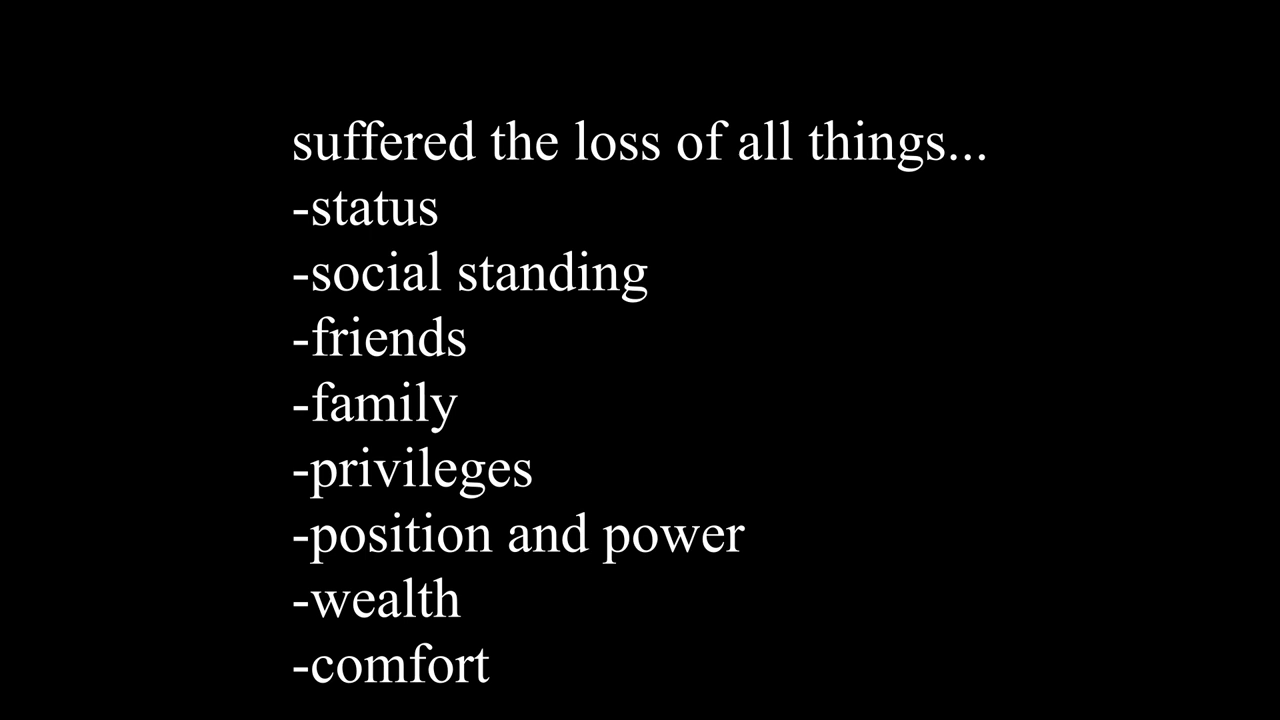 suffered the loss of all things...
-status
-social standing
-friends
-family
-privileges
-position and power
-wealth
-comfort